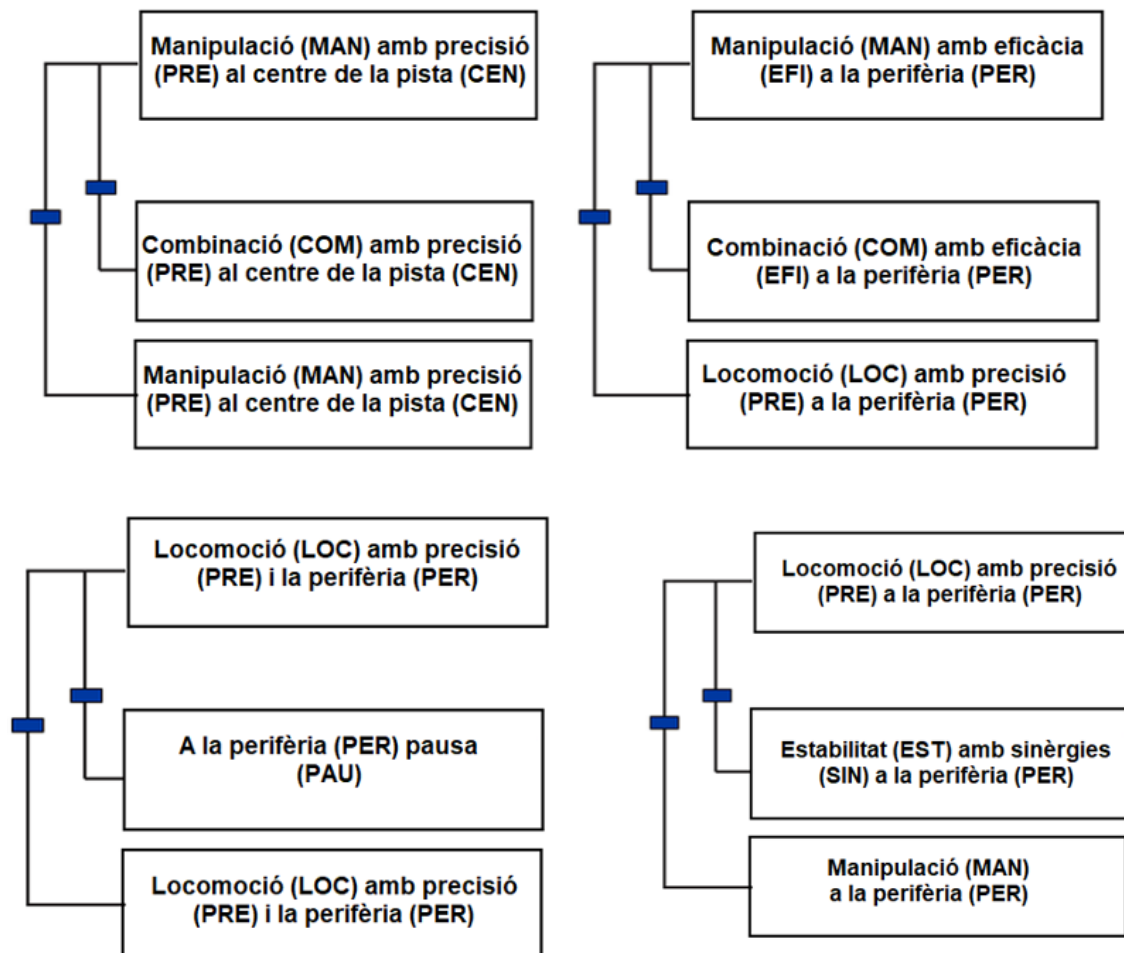 Manipulació (MAN) amb precisió
(PRE) al centre de la pista (CEN)
Combinació (COM) amb precisió
(PRE) al centre de la pista (CEN)
Manipulació (MAN) amb precisió
(PRE) al centre de la pista (CEN)
Manipulació (MAN) amb eficàcia
(EFI) a la perifèria (PER)
Combinació (COM) amb eficàcia
(EFI) a la perifèria (PER)
Locomoció (LOC) amb precisió
(PRE) a la perifèria (PER)
Locomoció (LOC) amb precisió
(PRE) i la perifèria (PER)
A la perifèria (PER) pausa
(PAU)
Locomoció (LOC) amb precisió
(PRE) i la perifèria (PER)
Locomoció (LOC) amb precisió
(PRE) a la perifèria (PER)
Estabilitat (EST) amb sinèrgies
(SIN) a la perifèria (PER)
Manipulació (MAN)
a la perifèria (PER)